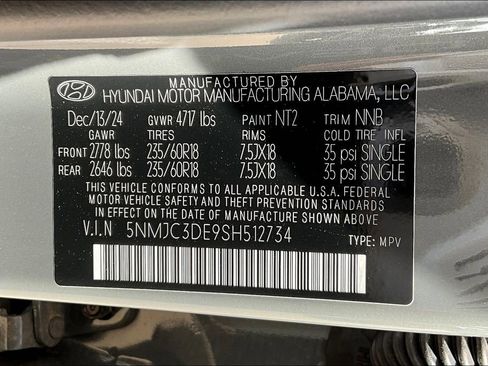 MANUFACTURED BY
HYUNDAI MOTOR MANUFACTURING ALABAMA, LLC
Dec/13/24 GVWR 4717 lbs PAINT NT2 TRIM NNB
GAWR TIRES RIMS COLD TIRE INFL
FRONT 2778 lbs 235/60R18 7.5JX18 35 psi SINGLE
REAR 2646 lbs 235/60R18 7.5JX18 35 psi SINGLE
THIS VEHICLE CONFORMS TO ALL APPLICABLE U.S.A. FEDERAL
MOTOR VEHICLE SAFETY AND THEFT PREVENTION STANDARDS
IN EFFECT ON THE DATE OF MANUFACTURE SHOWN ABOVE.
V.I.N 5NMJC3DE9SH512734
TYPE: MPV